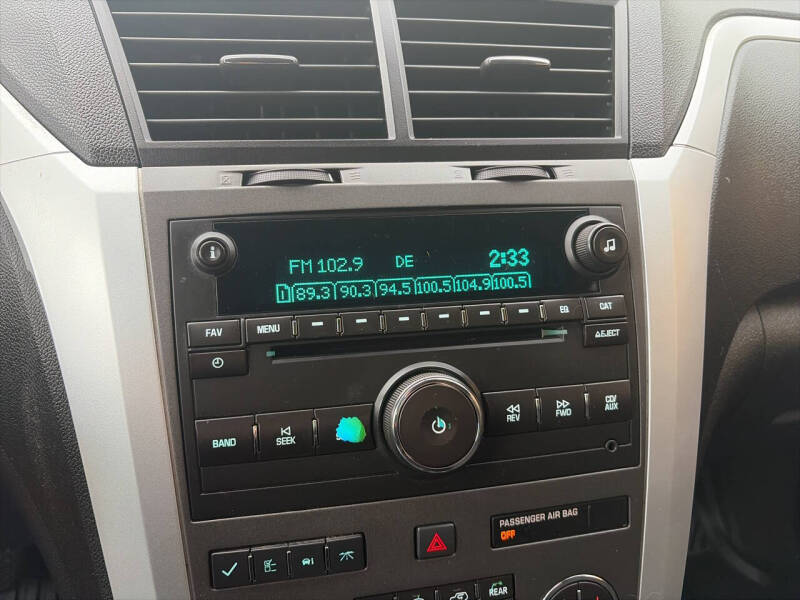 FM 102.9 DE 2:33
1 89.3 90.3 94.5 100.5 104.9 100.5
i
FAV MENU EQ CAT
EJECT
BAND SEEK REV FWD CD/AUX
PASSENGER AIR BAG
OFF
REAR